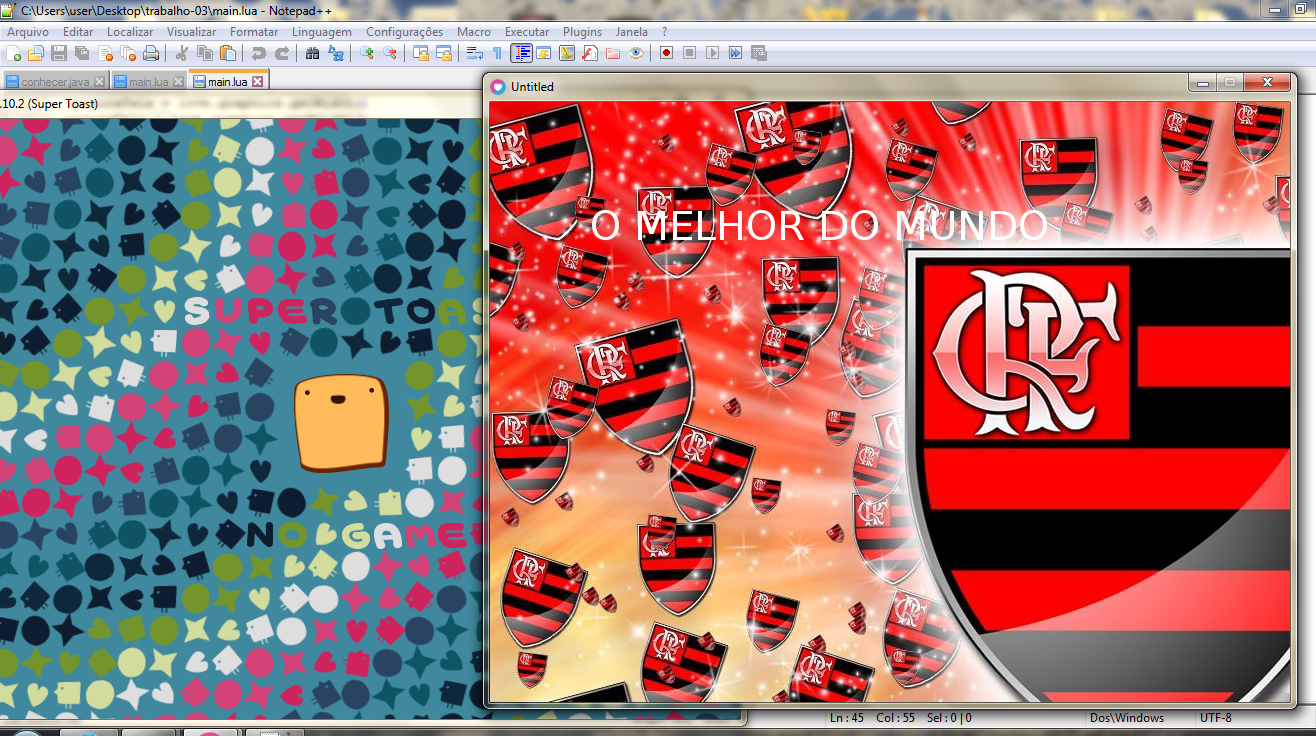 C:\Users\user\Desktop\trabalho-03\main.lua - Notepad++
Arquivo Editar Localizar Visualizar Formatar Linguagem Configurações Macro Executar Plugins Janela ?
conhecer.java main.lua main.lua
.10.2 (Super Toast)
SUPER TOAS
NO GAME
Untitled
O MELHOR DO MUNDO
Ln : 45 Col : 55 Sel : 0 | 0 Dos\Windows UTF-8